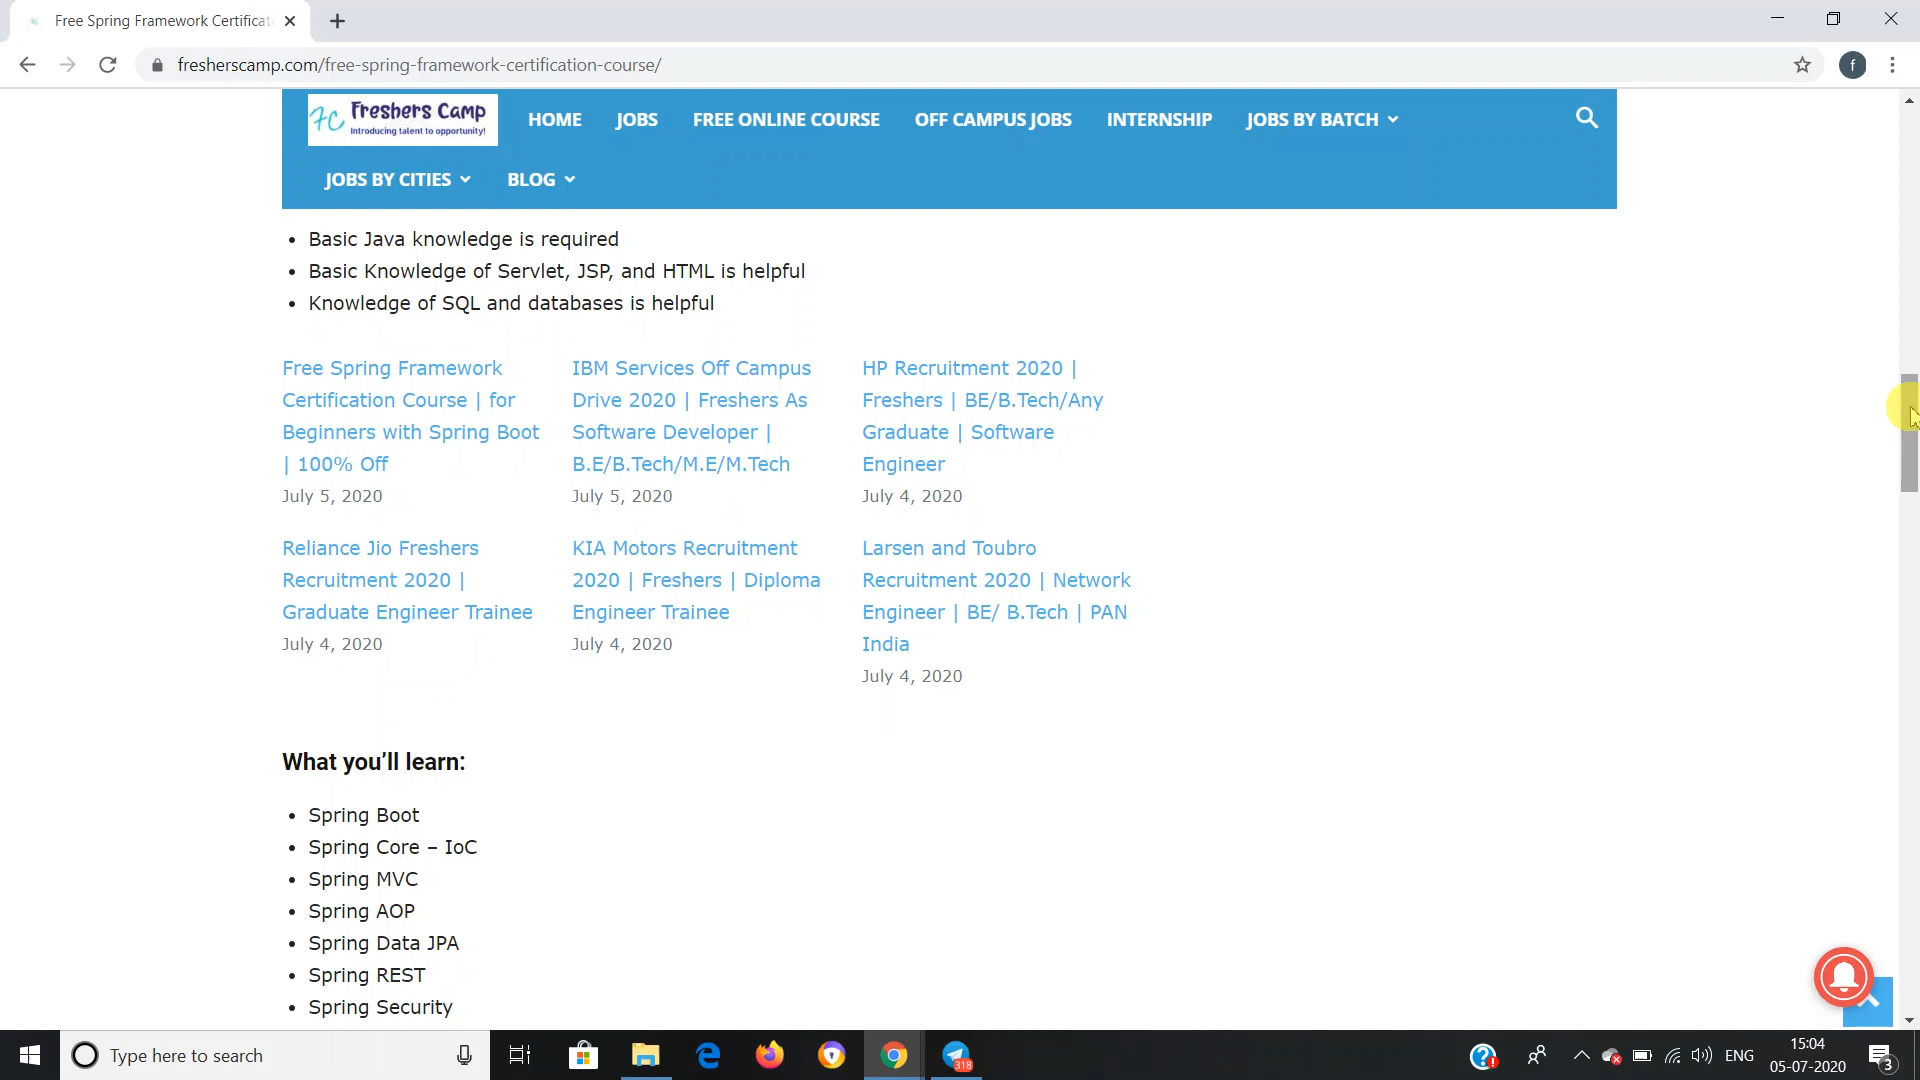 Free Spring Framework Certificat
fresherscamp.com/free-spring-framework-certification-course/
f
FC Freshers Camp
Introducing talent to opportunity!
HOME
JOBS
FREE ONLINE COURSE
OFF CAMPUS JOBS
INTERNSHIP
JOBS BY BATCH
JOBS BY CITIES
BLOG
• Basic Java knowledge is required
• Basic Knowledge of Servlet, JSP, and HTML is helpful
• Knowledge of SQL and databases is helpful
Free Spring Framework
Certification Course | for
Beginners with Spring Boot
| 100% Off
July 5, 2020
IBM Services Off Campus
Drive 2020 | Freshers As
Software Developer |
B.E/B.Tech/M.E/M.Tech
July 5, 2020
HP Recruitment 2020 |
Freshers | BE/B.Tech/Any
Graduate | Software
Engineer
July 4, 2020
Reliance Jio Freshers
Recruitment 2020 |
Graduate Engineer Trainee
July 4, 2020
KIA Motors Recruitment
2020 | Freshers | Diploma
Engineer Trainee
July 4, 2020
Larsen and Toubro
Recruitment 2020 | Network
Engineer | BE/ B.Tech | PAN
India
July 4, 2020
What you’ll learn:
• Spring Boot
• Spring Core – IoC
• Spring MVC
• Spring AOP
• Spring Data JPA
• Spring REST
• Spring Security
Type here to search
318
ENG
15:04
05-07-2020
3